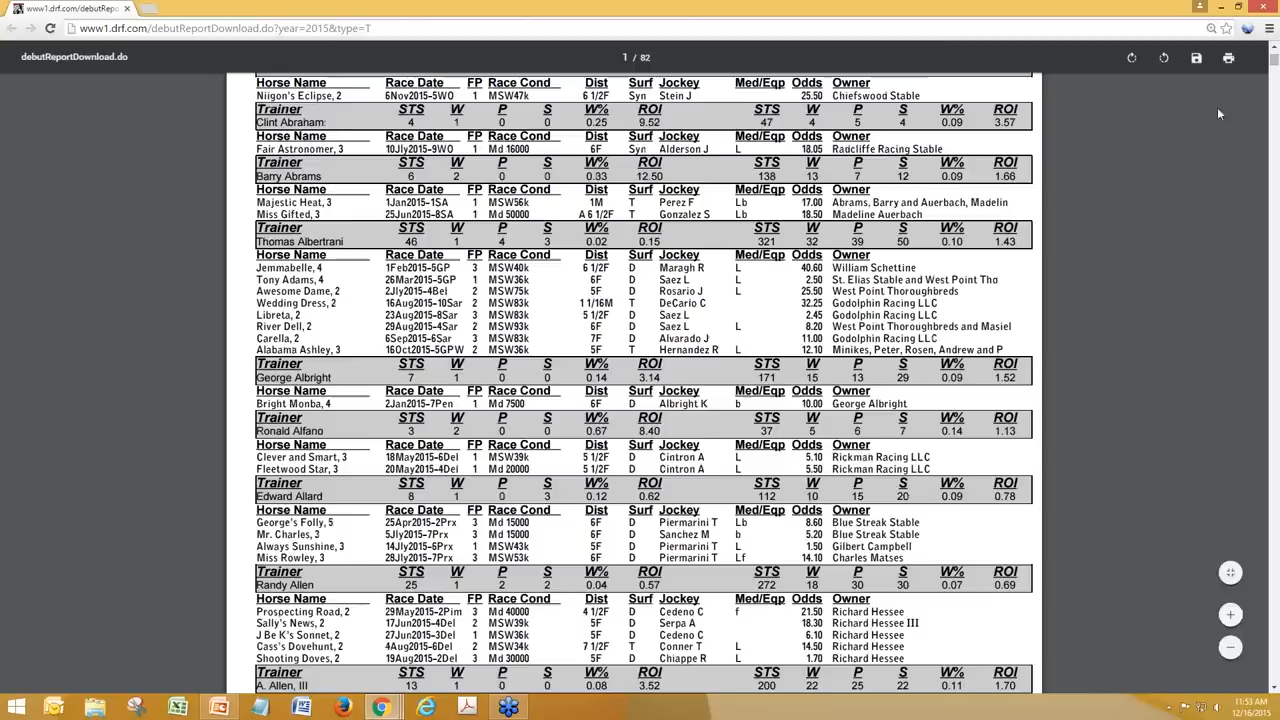 www1.drf.com/debutRepo
www1.drf.com/debutReportDownload.do?year=2015&type=T
debutReportDownload.do 1 / 82
Horse Name Race Date FP Race Cond Dist Surf Jockey Med/Eqp Odds Owner
Niigon's Eclipse, 2 6Nov2015-5WO 1 MSW47k 6 1/2F Syn Stein J 25.50 Chiefswood Stable
Trainer STS W P S W% ROI STS W P S W% ROI
Clint Abraham: 4 1 0 0 0.25 9.52 47 4 5 4 0.09 3.57
Fair Astronomer, 3 10Jly2015-9WO 1 Md 16000 6F Syn Alderson J L 18.05 Radcliffe Racing Stable
Trainer STS W P S W% ROI STS W P S W% ROI
Barry Abrams 6 2 0 0 0.33 12.50 138 13 7 12 0.09 1.66
Horse Name Race Date FP Race Cond Dist Surf Jockey Med/Eqp Odds Owner
Majestic Heat, 3 1Jan2015-1SA 1 MSW56k 1M T Perez F Lb 17.00 Abrams, Barry and Auerbach, Madelin
Miss Gifted, 3 25Jun2015-8SA 1 Md 50000 A 6 1/2F T Gonzalez S Lb 18.50 Madeline Auerbach
Trainer STS W P S W% ROI STS W P S W% ROI
Thomas Albertrani 46 1 4 3 0.02 0.15 321 32 39 50 0.10 1.43
Horse Name Race Date FP Race Cond Dist Surf Jockey Med/Eqp Odds Owner
Jemmabelle, 4 1Feb2015-5GP 3 MSW40k 6 1/2F D Maragh R L 40.60 William Schettine
Tony Adams, 4 26Mar2015-5GP 1 MSW36k 6F D Saez L L 2.50 St. Elias Stable and West Point Tho
Awesome Dame, 2 2Jly2015-4Bel 2 MSW75k 5F D Rosario J L 25.50 West Point Thoroughbreds
Wedding Dress, 2 16Aug2015-10Sar 2 MSW83k 1 1/16M T DeCario C 32.25 Godolphin Racing LLC
Libreta, 2 23Aug2015-8Sar 3 MSW83k 5 1/2F D Saez L 2.45 Godolphin Racing LLC
River Dell, 2 29Aug2015-4Sar 2 MSW93k 6F D Saez L L 8.20 West Point Thoroughbreds and Masiel
Carella, 2 6Sep2015-6Sar 3 MSW83k 7F D Alvarado J 11.00 Godolphin Racing LLC
Alabama Ashley, 3 16Oct2015-5GPW 2 MSW36k 5F T Hernandez R L 12.10 Minikes, Peter, Rosen, Andrew and P
Trainer STS W P S W% ROI STS W P S W% ROI
George Albright 7 1 0 0 0.14 3.14 171 15 13 29 0.09 1.52
Horse Name Race Date FP Race Cond Dist Surf Jockey Med/Eqp Odds Owner
Bright Monba, 4 2Jan2015-7Pen 1 Md 7500 6F D Albright K b 10.00 George Albright
Trainer STS W P S W% ROI STS W P S W% ROI
Ronald Alfano 3 2 0 0 0.67 8.40 37 5 6 7 0.14 1.13
Horse Name Race Date FP Race Cond Dist Surf Jockey Med/Eqp Odds Owner
Clever and Smart, 3 18May2015-6Del 1 MSW39k 5 1/2F D Cintron A L 5.10 Rickman Racing LLC
Fleetwood Star, 3 20May2015-4Del 1 Md 20000 5 1/2F D Cintron A L 5.50 Rickman Racing LLC
Trainer STS W P S W% ROI STS W P S W% ROI
Edward Allard 8 1 0 3 0.12 0.62 112 10 15 20 0.09 0.78
Horse Name Race Date FP Race Cond Dist Surf Jockey Med/Eqp Odds Owner
George's Folly, 5 25Apr2015-2Prx 3 Md 15000 6F D Piermarini T Lb 8.60 Blue Streak Stable
Mr. Charles, 3 5Jly2015-7Prx 3 Md 15000 6F D Sanchez M b 5.20 Blue Streak Stable
Always Sunshine, 3 14Jly2015-6Prx 1 MSW43k 5F D Piermarini T L 1.50 Gilbert Campbell
Miss Rowley, 3 28Jly2015-7Prx 3 MSW53k 6F D Piermarini T Lf 14.10 Charles Matses
Trainer STS W P S W% ROI STS W P S W% ROI
Randy Allen 25 1 2 2 0.04 0.57 272 18 30 30 0.07 0.69
Horse Name Race Date FP Race Cond Dist Surf Jockey Med/Eqp Odds Owner
Prospecting Road, 2 29May2015-2Pim 3 Md 40000 4 1/2F D Cedeno C f 21.50 Richard Hessee
Sally's News, 2 17Jun2015-4Del 2 MSW39k 5F D Serpa A 18.30 Richard Hessee III
J Be K's Sonnet, 2 27Jun2015-3Del 1 MSW36k 5F D Cedeno C 6.10 Richard Hessee
Cass's Dovehunt, 2 4Aug2015-6Del 2 MSW34k 7 1/2F T Conner T L 14.50 Richard Hessee
Shooting Doves, 2 19Aug2015-2Del 3 Md 30000 5F D Chiappe R L 1.70 Richard Hessee
Trainer STS W P S W% ROI STS W P S W% ROI
A. Allen, III 13 1 0 0 0.08 3.52 200 22 25 22 0.11 1.70
11:53 AM
12/16/2015